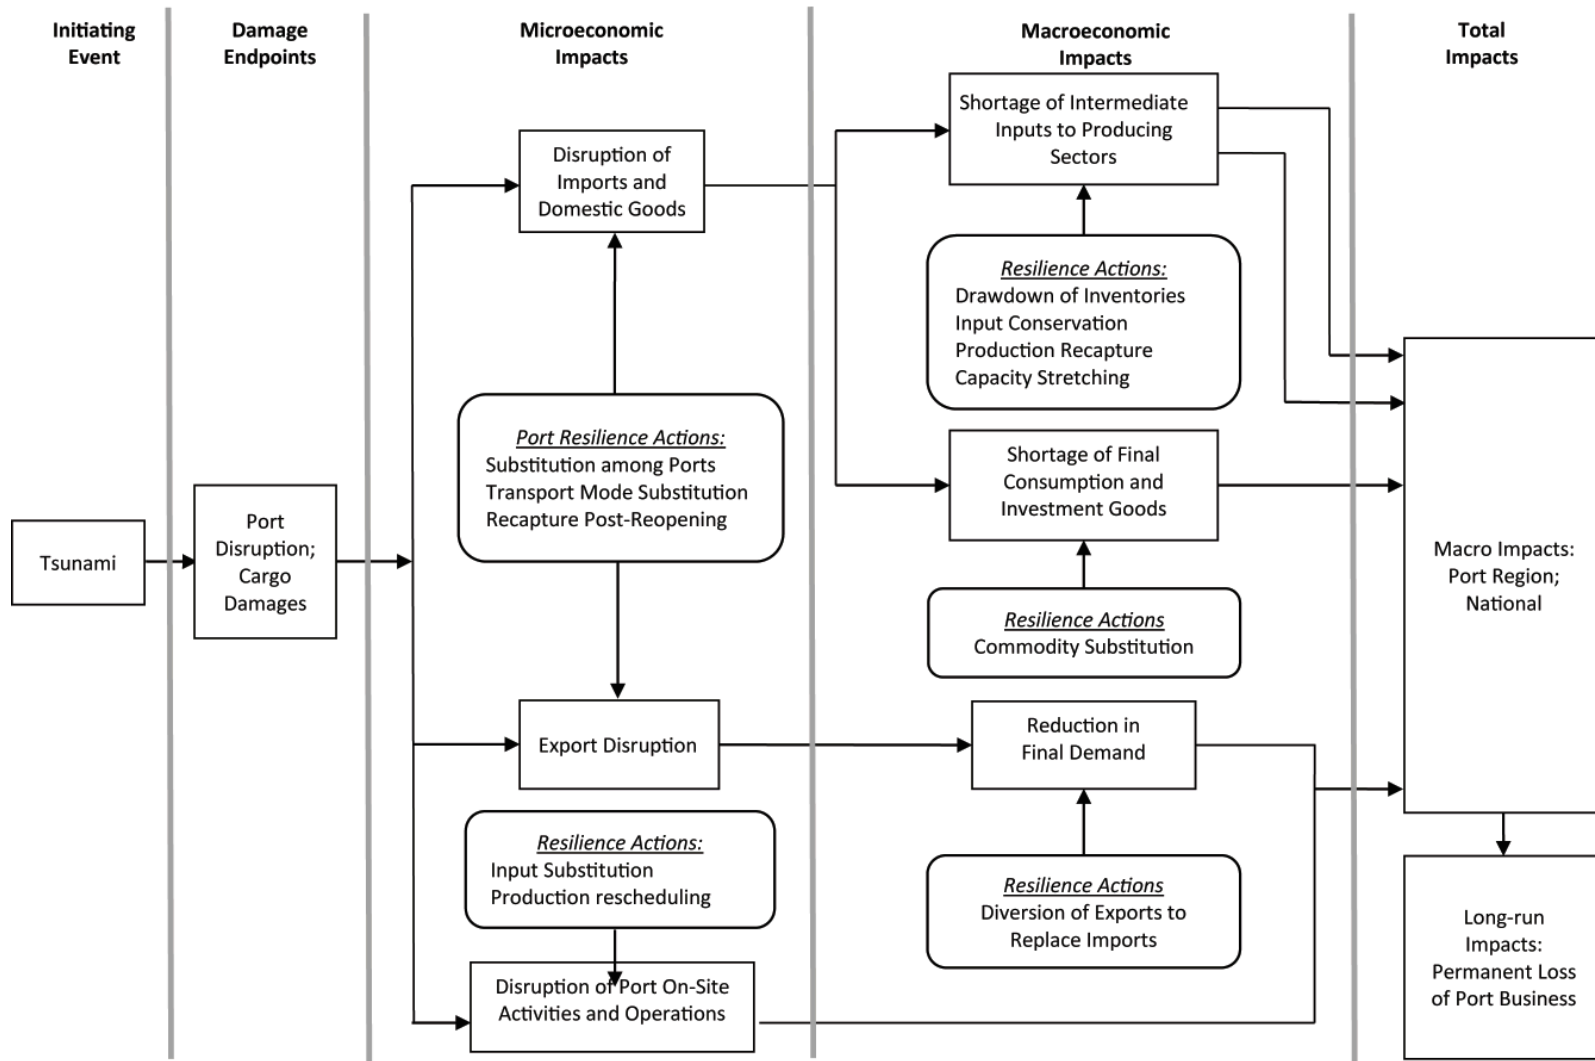 Initiating
Event
Damage
Endpoints
Microeconomic
Impacts
Macroeconomic
Impacts
Total
Impacts
Tsunami
Port
Disruption;
Cargo
Damages
Disruption of
Imports and
Domestic Goods
Port Resilience Actions:
Substitution among Ports
Transport Mode Substitution
Recapture Post-Reopening
Export Disruption
Resilience Actions:
Input Substitution
Production rescheduling
Disruption of Port On-Site
Activities and Operations
Shortage of Intermediate
Inputs to Producing
Sectors
Resilience Actions:
Drawdown of Inventories
Input Conservation
Production Recapture
Capacity Stretching
Shortage of Final
Consumption and
Investment Goods
Resilience Actions
Commodity Substitution
Reduction in
Final Demand
Resilience Actions
Diversion of Exports to
Replace Imports
Macro Impacts:
Port Region;
National
Long-run
Impacts:
Permanent Loss
of Port Business